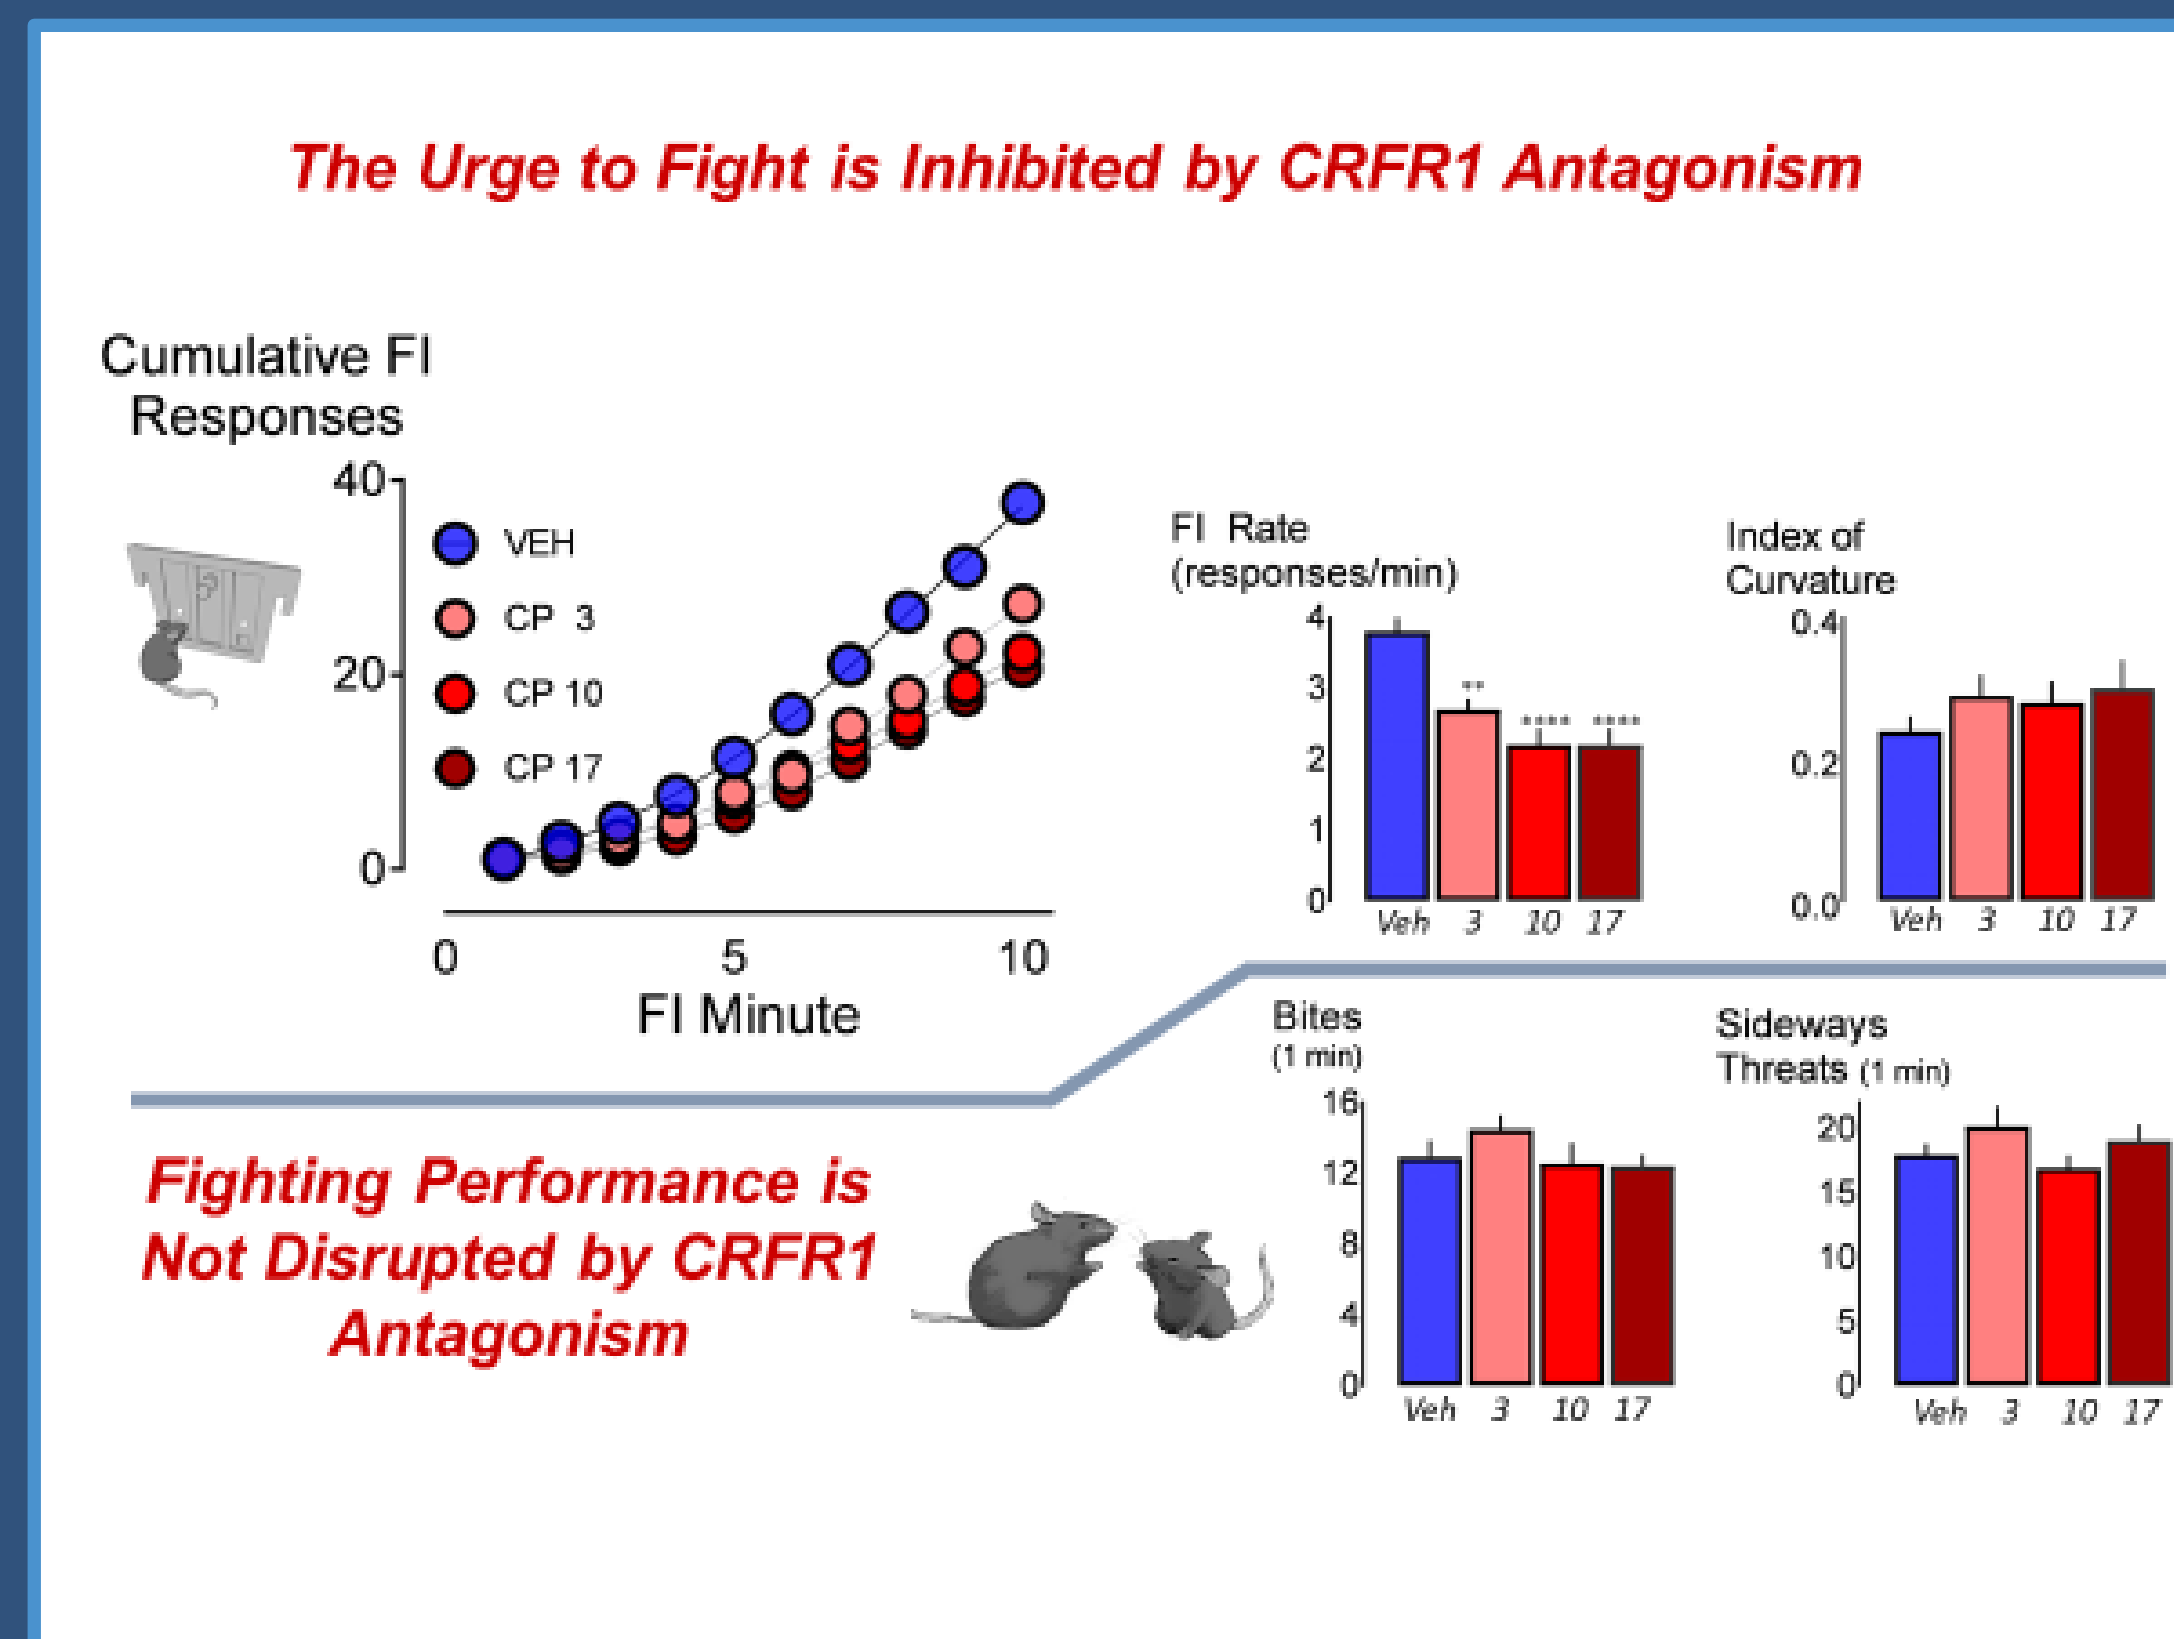 The Urge to Fight is Inhibited by CRFR1 Antagonism
Cumulative FI
Responses
40
20
0
VEH
CP 3
CP 10
CP 17
0 5 10
FI Minute
FI Rate
(responses/min)
4
3
2
1
0
**
**** ****
Veh 3 10 17
Index of
Curvature
0.4
0.2
0.0
Veh 3 10 17
Fighting Performance is
Not Disrupted by CRFR1
Antagonism
Bites
(1 min)
16
12
8
4
0
Veh 3 10 17
Sideways
Threats (1 min)
20
15
10
5
0
Veh 3 10 17